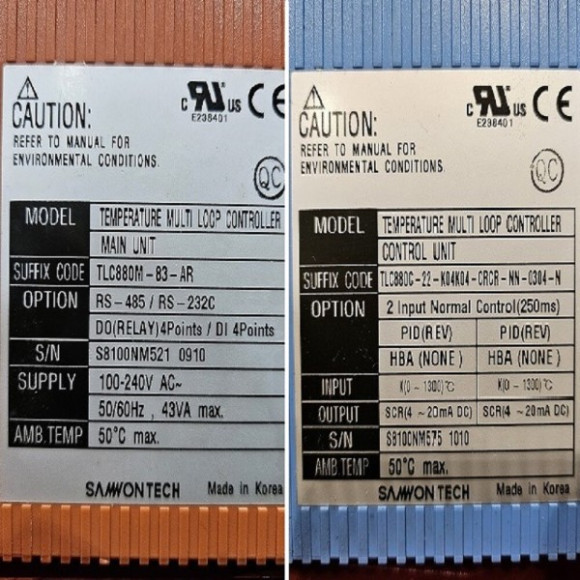 CAUTION:
REFER TO MANUAL FOR
ENVIRONMENTAL CONDITIONS.
c RU US CE
E238401
QC
MODEL TEMPERATURE MULTI LOOP CONTROLLER
MAIN UNIT
SUFFIX CODE TLC880M-83-AR
OPTION RS-485 / RS-232C
DO(RELAY)4Points / DI 4Points
S/N S8100NM521 0910
SUPPLY 100-240V AC~
50/60Hz , 43VA max.
AMB.TEMP 50°C max.
SAMWONTECH Made in Korea
CAUTION:
REFER TO MANUAL FOR
ENVIRONMENTAL CONDITIONS.
c RU US CE
E238401
QC
MODEL TEMPERATURE MULTI LOOP CONTROLLER
CONTROL UNIT
SUFFIX CODE TLC880C-22-K04K04-CRCR-NN-0304-N
OPTION 2 Input Normal Control(250ms)
PID(REV) PID(REV)
HBA (NONE) HBA (NONE)
INPUT K(0 ~ 1300)℃ K(0 ~ 1300)℃
OUTPUT SCR(4 ~ 20mA DC) SCR(4 ~ 20mA DC)
S/N S8100NM575 1010
AMB.TEMP 50°C max.
SAMWONTECH Made in Korea